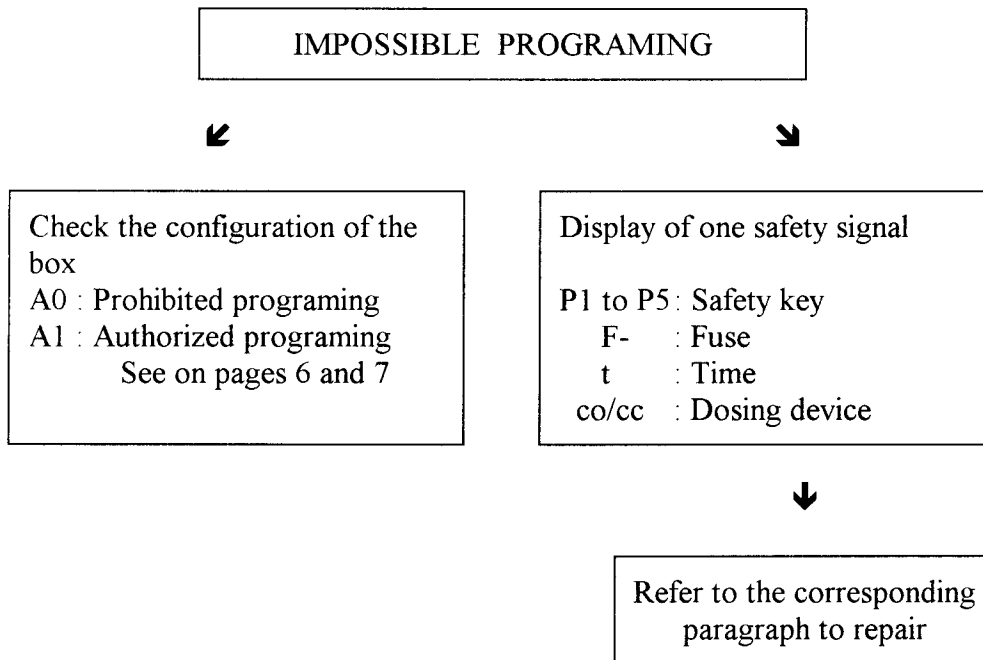 IMPOSSIBLE PROGRAMING
Check the configuration of the
box
A0 : Prohibited programing
A1 : Authorized programing
See on pages 6 and 7
Display of one safety signal
P1 to P5 : Safety key
F- : Fuse
t : Time
co/cc : Dosing device
Refer to the corresponding
paragraph to repair